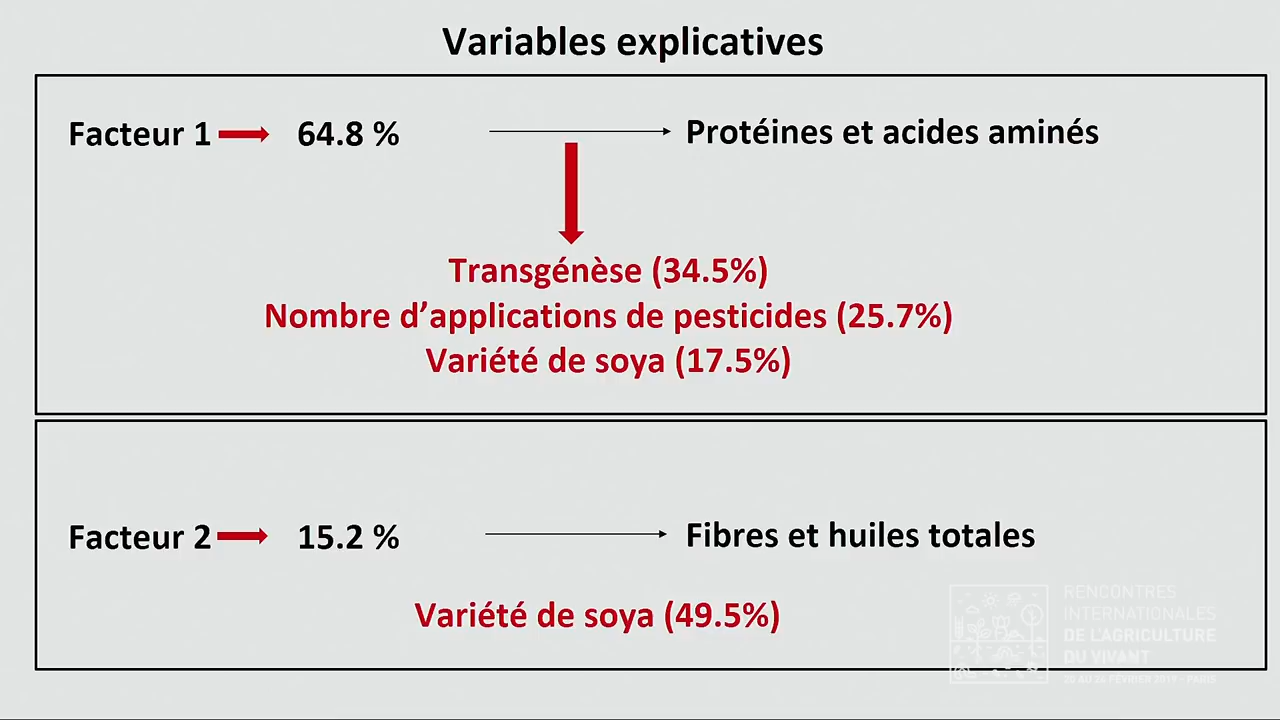 Variables explicatives
Facteur 1 64.8 % Protéines et acides aminés
Transgénèse (34.5%)
Nombre d’applications de pesticides (25.7%)
Variété de soya (17.5%)
Facteur 2 15.2 % Fibres et huiles totales
Variété de soya (49.5%)
RENCONTRES
INTERNATIONALES
DE L'AGRICULTURE
DU VIVANT